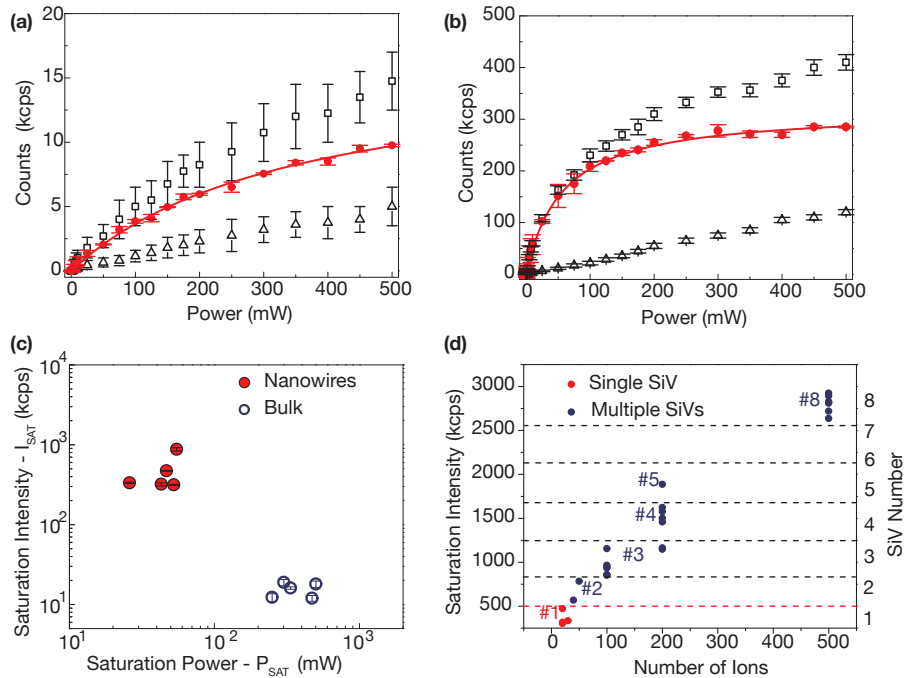 (a)
20
15
10
5
0
Counts (kcps)
0 100 200 300 400 500
Power (mW)
(b)
500
400
300
200
100
0
Counts (kcps)
0 100 200 300 400 500
Power (mW)
(c)
10^4
10^3
10^2
10^1
Saturation Intensity - I_SAT (kcps)
Nanowires
Bulk
10^1 10^2 10^3
Saturation Power - P_SAT (mW)
(d)
3000
2500
2000
1500
1000
500
Saturation Intensity (kcps)
Single SiV
Multiple SiVs
#8
#5
#4
#3
#2
#1
8
7
6
5
4
3
2
1
SiV Number
0 100 200 300 400 500
Number of Ions